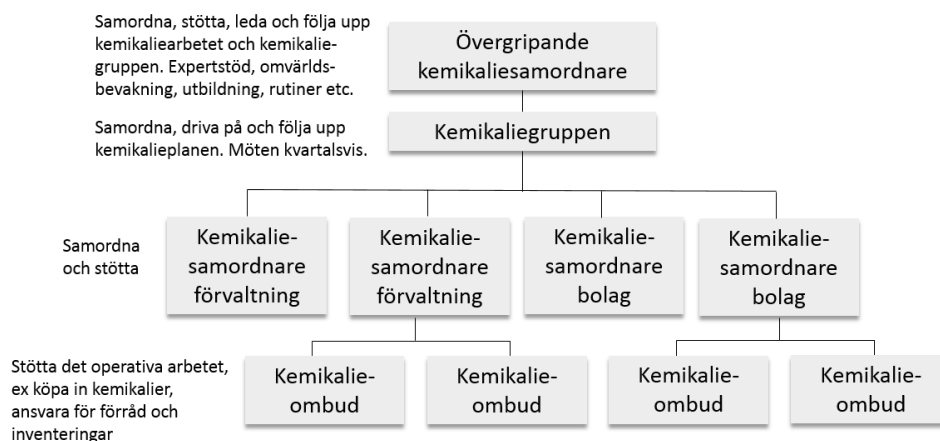 Samordna, stötta, leda och följa upp
kemikaliearbetet och kemikalie-
gruppen. Expertstöd, omvärlds-
bevakning, utbildning, rutiner etc.
Övergripande
kemikaliesamordnare
Samordna, driva på och följa upp
kemikalieplanen. Möten kvartalsvis.
Kemikaliegruppen
Samordna
och stötta
Kemikalie-
samordnare
förvaltning
Kemikalie-
samordnare
förvaltning
Kemikalie-
samordnare
bolag
Kemikalie-
samordnare
bolag
Stötta det operativa arbetet,
ex köpa in kemikalier,
ansvara för förråd och
inventeringar
Kemikalie-
ombud
Kemikalie-
ombud
Kemikalie-
ombud
Kemikalie-
ombud